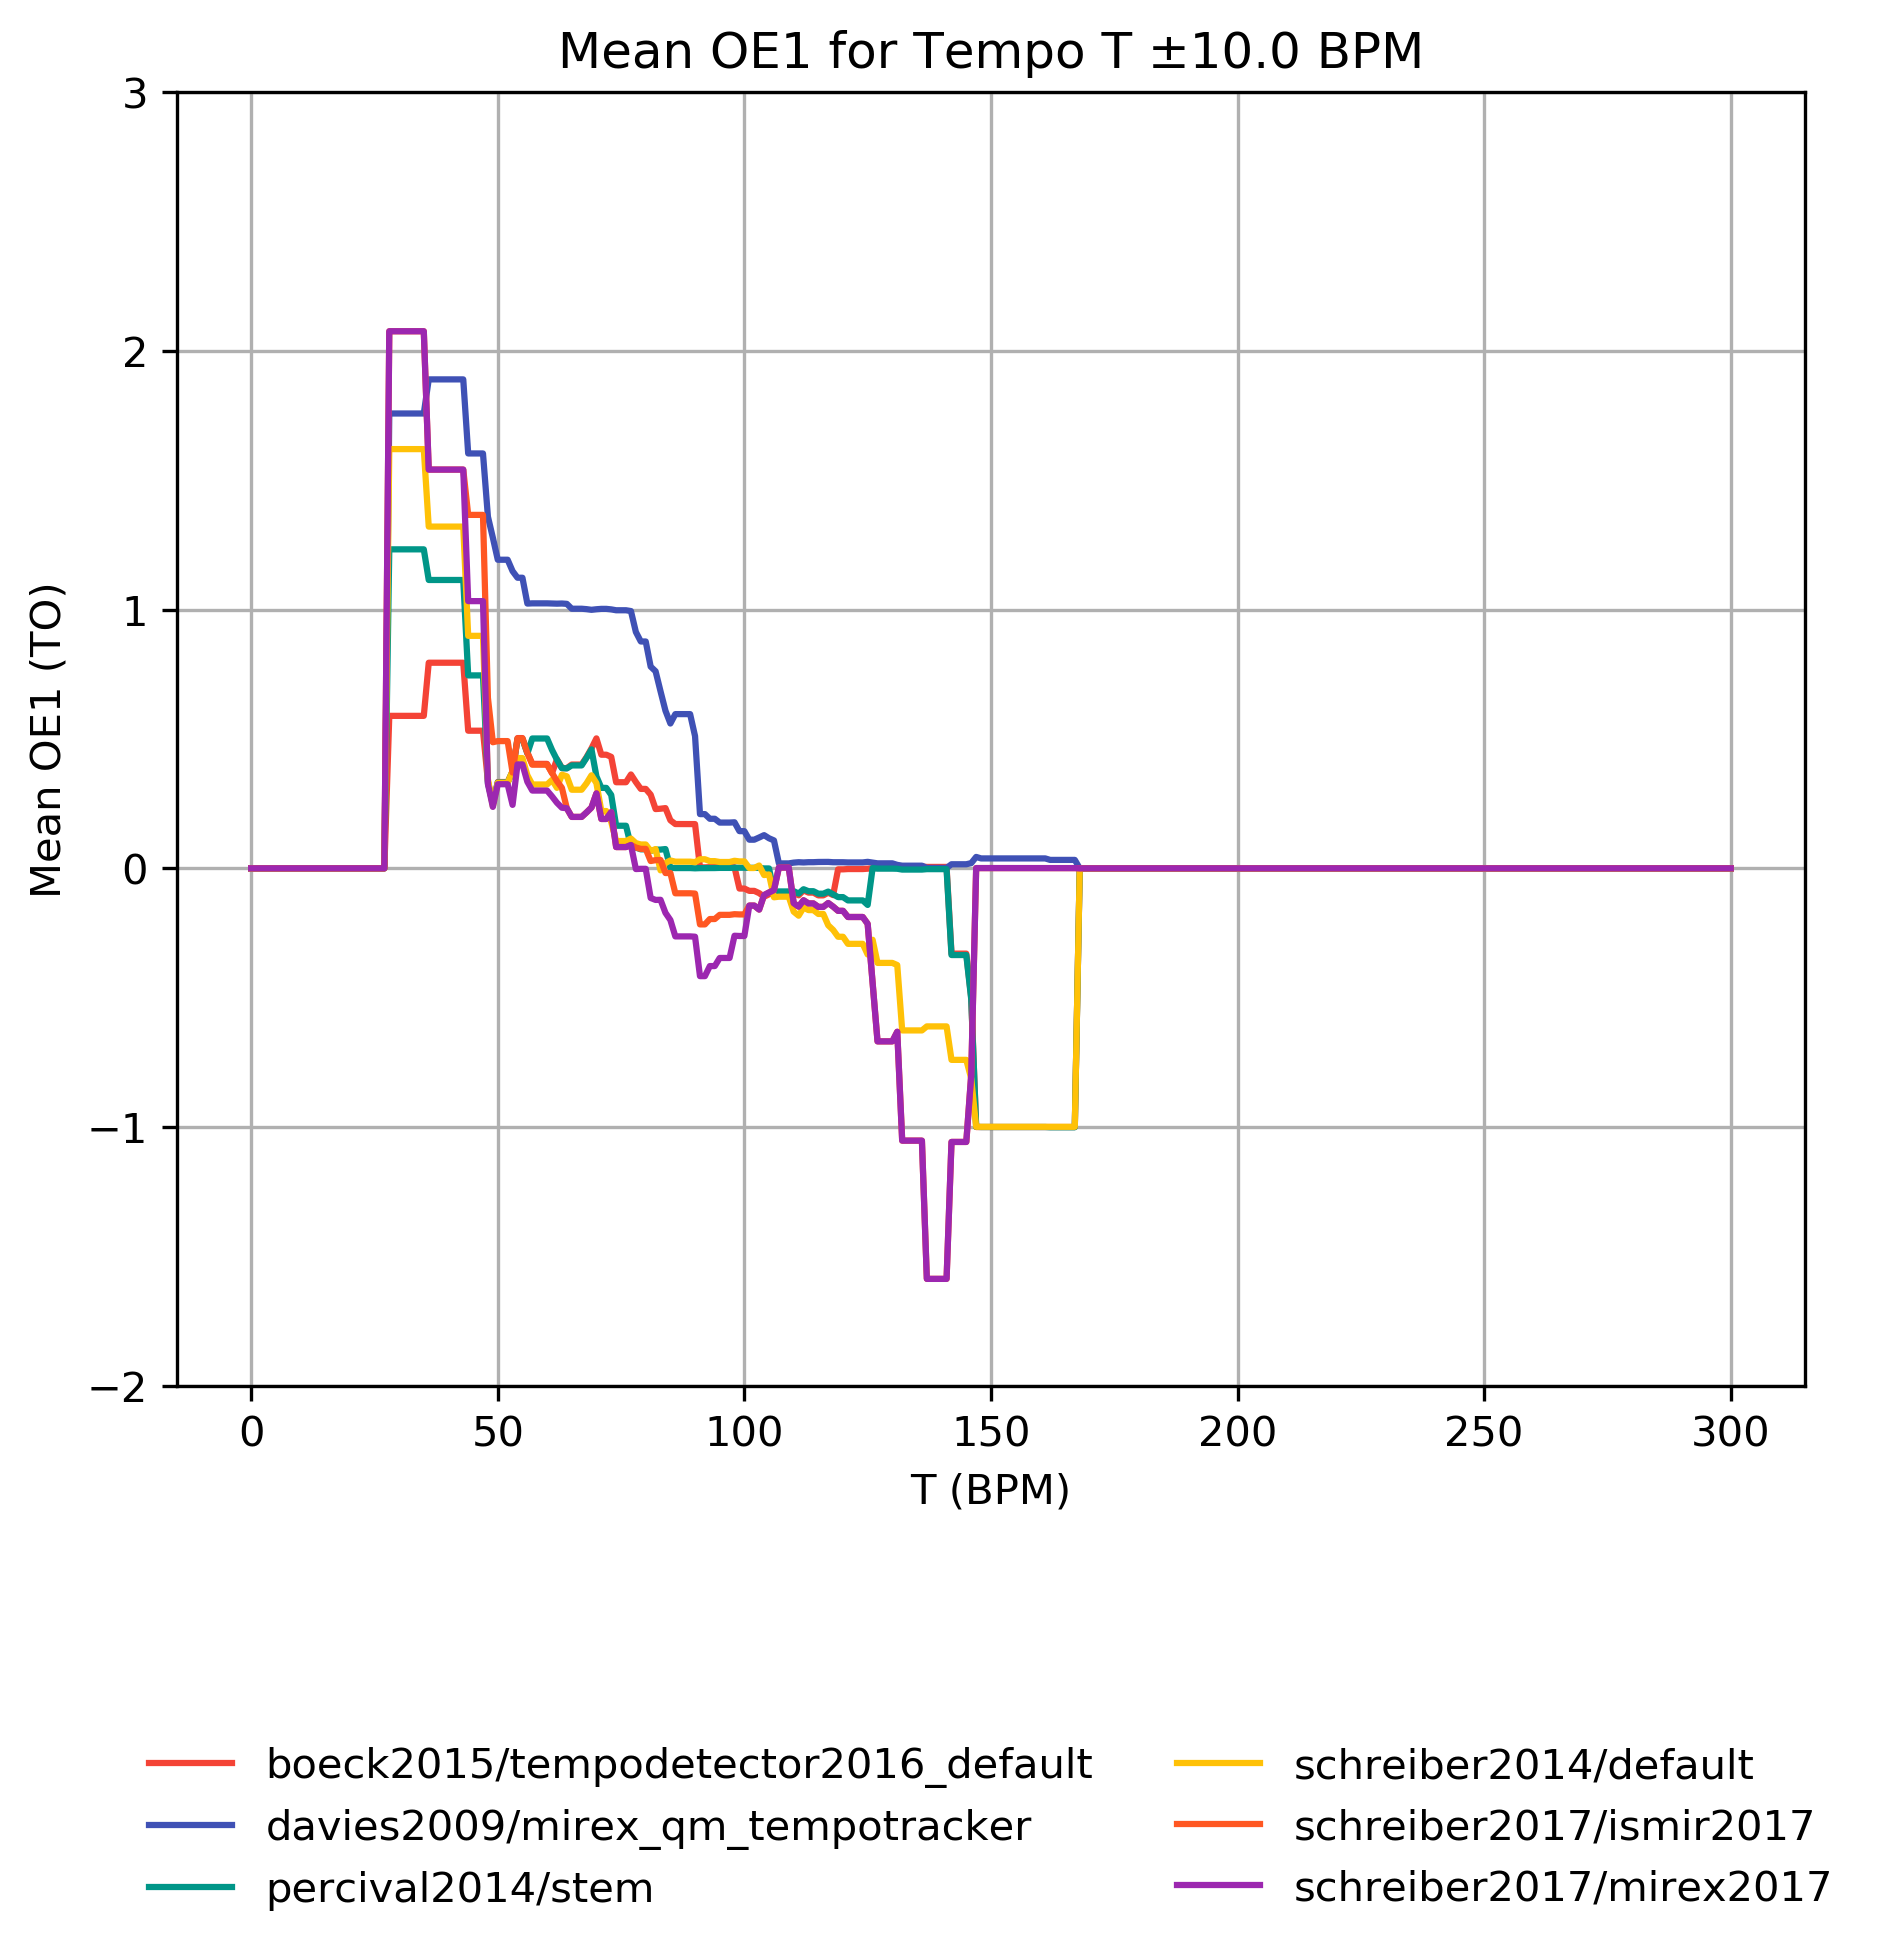 Mean OE1 for Tempo T ±10.0 BPM
3
2
1
0
−1
−2
Mean OE1 (TO)
0 50 100 150 200 250 300
T (BPM)
boeck2015/tempodetector2016_default
davies2009/mirex_qm_tempotracker
percival2014/stem
schreiber2014/default
schreiber2017/ismir2017
schreiber2017/mirex2017